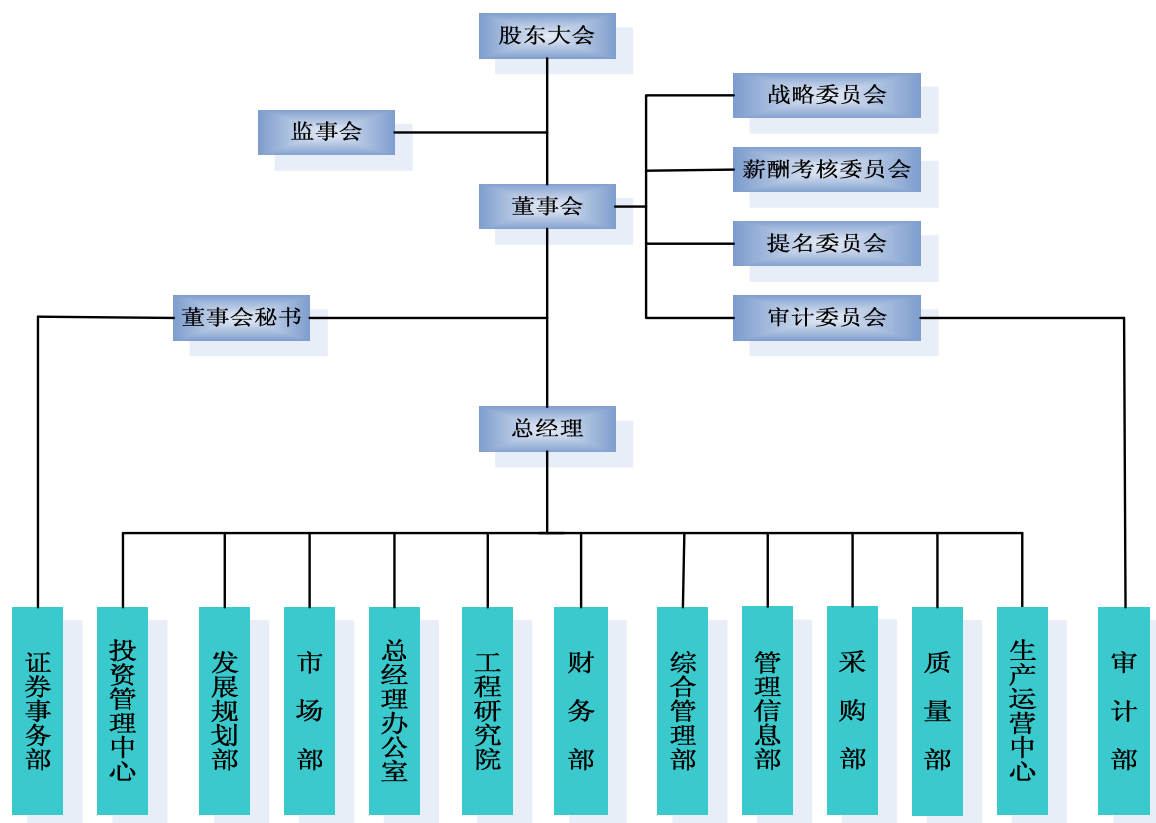 股东大会
战略委员会
监事会
薪酬考核委员会
董事会
提名委员会
董事会秘书
审计委员会
总经理
证券事务部
投资管理中心
发展规划部
市场部
总经理办公室
工程研究院
财务部
综合管理部
管理信息部
采购部
质量部
生产运营中心
审计部